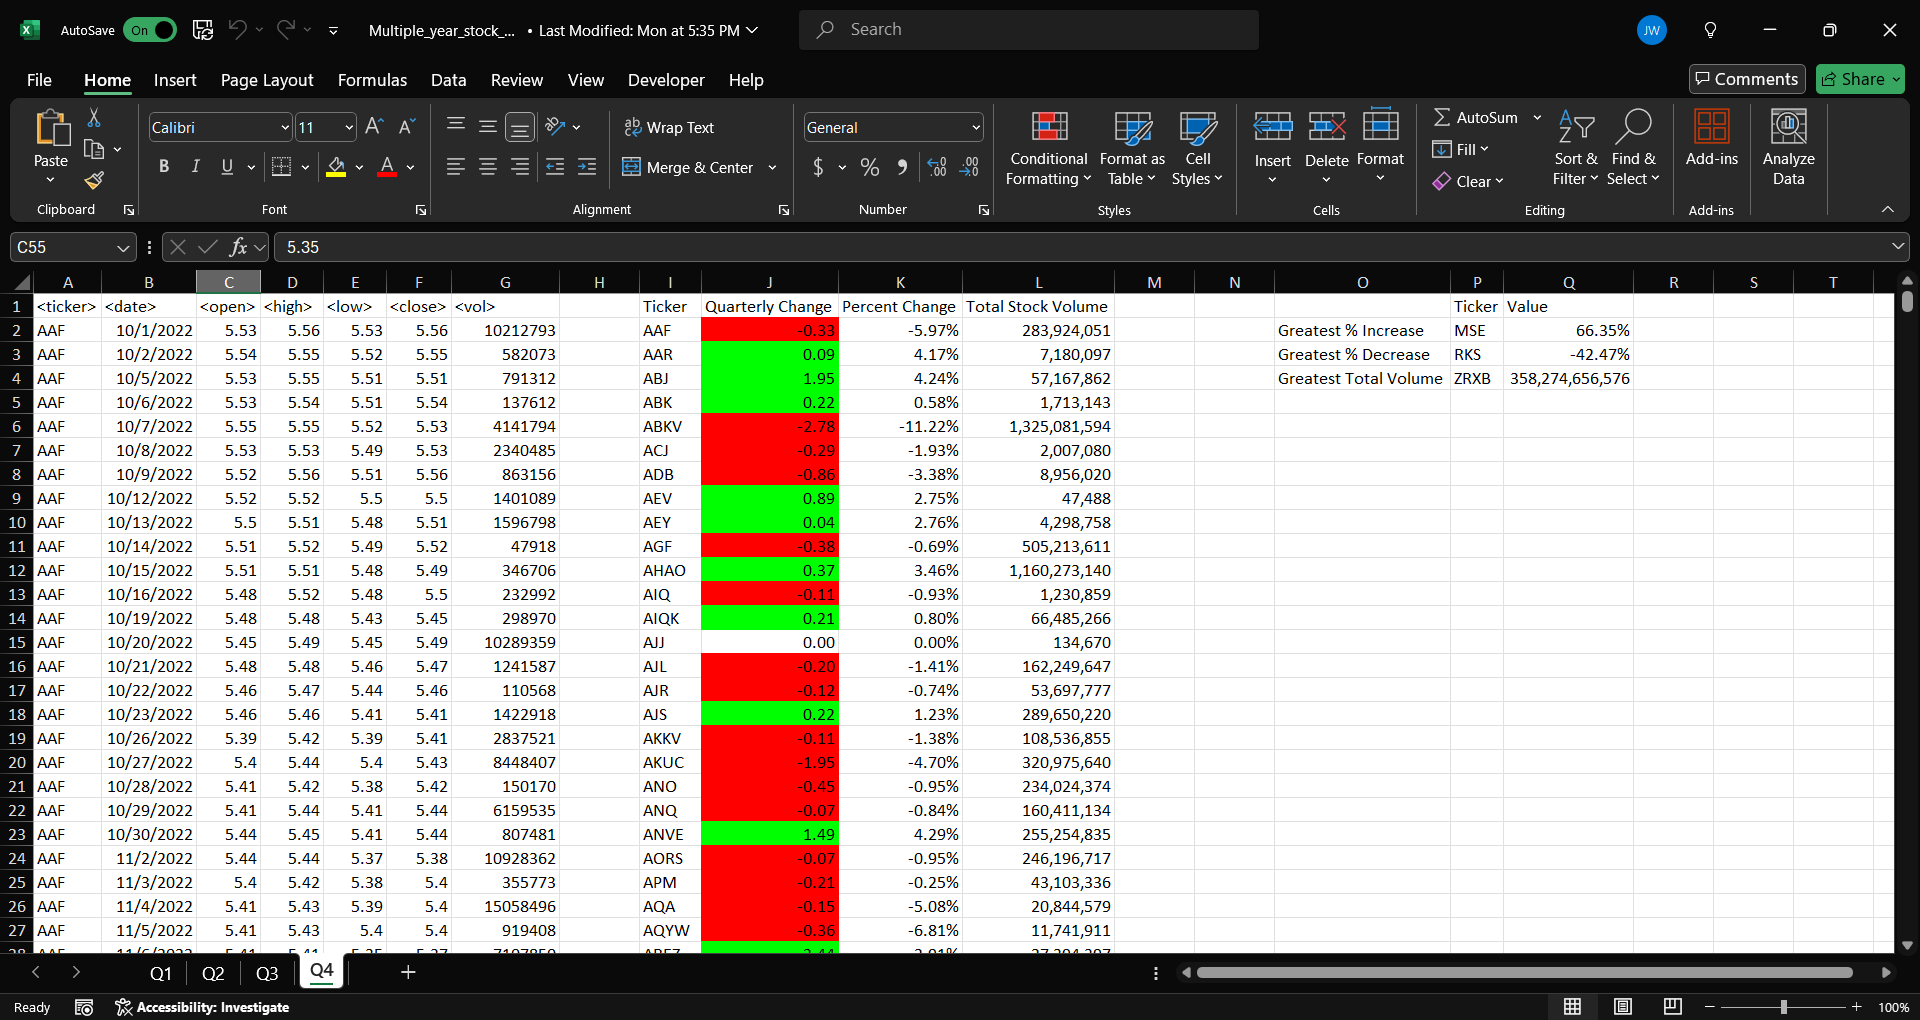 AutoSave On Multiple_year_stock_... • Last Modified: Mon at 5:35 PM Search JW
File Home Insert Page Layout Formulas Data Review View Developer Help Comments Share
Paste Calibri 11 Wrap Text General Conditional Formatting Format as Table Cell Styles Insert Delete Format AutoSum Fill Clear Sort & Filter Find & Select Add-ins Analyze Data
B I U A Merge & Center $ % 9
Clipboard Font Alignment Number Styles Cells Editing Add-ins
C55 fx 5.35
A B C D E F G H I J K L M N O P Q R S T
1 <ticker> <date> <open> <high> <low> <close> <vol> Ticker Quarterly Change Percent Change Total Stock Volume Ticker Value
2 AAF 10/1/2022 5.53 5.56 5.53 5.56 10212793 AAF -0.33 -5.97% 283,924,051 Greatest % Increase MSE 66.35%
3 AAF 10/2/2022 5.54 5.55 5.52 5.55 582073 AAR 0.09 4.17% 7,180,097 Greatest % Decrease RKS -42.47%
4 AAF 10/5/2022 5.53 5.55 5.51 5.51 791312 ABJ 1.95 4.24% 57,167,862 Greatest Total Volume ZRXB 358,274,656,576
5 AAF 10/6/2022 5.53 5.54 5.51 5.54 137612 ABK 0.22 0.58% 1,713,143
6 AAF 10/7/2022 5.55 5.55 5.52 5.53 4141794 ABKV -2.78 -11.22% 1,325,081,594
7 AAF 10/8/2022 5.53 5.53 5.49 5.53 2340485 ACJ -0.29 -1.93% 2,007,080
8 AAF 10/9/2022 5.52 5.56 5.51 5.56 863156 ADB -0.86 -3.38% 8,956,020
9 AAF 10/12/2022 5.52 5.52 5.5 5.5 1401089 AEV 0.89 2.75% 47,488
10 AAF 10/13/2022 5.5 5.51 5.48 5.51 1596798 AEY 0.04 2.76% 4,298,758
11 AAF 10/14/2022 5.51 5.52 5.49 5.52 47918 AGF -0.38 -0.69% 505,213,611
12 AAF 10/15/2022 5.51 5.51 5.48 5.49 346706 AHAO 0.37 3.46% 1,160,273,140
13 AAF 10/16/2022 5.48 5.52 5.48 5.5 232992 AIQ -0.11 -0.93% 1,230,859
14 AAF 10/19/2022 5.48 5.48 5.43 5.45 298970 AIQK 0.21 0.80% 66,485,266
15 AAF 10/20/2022 5.45 5.49 5.45 5.49 10289359 AJJ 0.00 0.00% 134,670
16 AAF 10/21/2022 5.48 5.48 5.46 5.47 1241587 AJL -0.20 -1.41% 162,249,647
17 AAF 10/22/2022 5.46 5.47 5.44 5.46 110568 AJR -0.12 -0.74% 53,697,777
18 AAF 10/23/2022 5.46 5.46 5.41 5.41 1422918 AJS 0.22 1.23% 289,650,220
19 AAF 10/26/2022 5.39 5.42 5.39 5.41 2837521 AKKV -0.11 -1.38% 108,536,855
20 AAF 10/27/2022 5.4 5.44 5.4 5.43 8448407 AKUC -1.95 -4.70% 320,975,640
21 AAF 10/28/2022 5.41 5.42 5.38 5.42 150170 ANO -0.45 -0.95% 234,024,374
22 AAF 10/29/2022 5.41 5.44 5.41 5.44 6159535 ANQ -0.07 -0.84% 160,411,134
23 AAF 10/30/2022 5.44 5.45 5.41 5.44 807481 ANVE 1.49 4.29% 255,254,835
24 AAF 11/2/2022 5.44 5.44 5.37 5.38 10928362 AORS -0.07 -0.95% 246,196,717
25 AAF 11/3/2022 5.4 5.42 5.38 5.4 355773 APM -0.21 -0.25% 43,103,336
26 AAF 11/4/2022 5.41 5.43 5.39 5.4 15058496 AQA -0.15 -5.08% 20,844,579
27 AAF 11/5/2022 5.41 5.43 5.4 5.4 919408 AQYW -0.36 -6.81% 11,741,911
Q1 Q2 Q3 Q4
Ready Accessibility: Investigate 100%